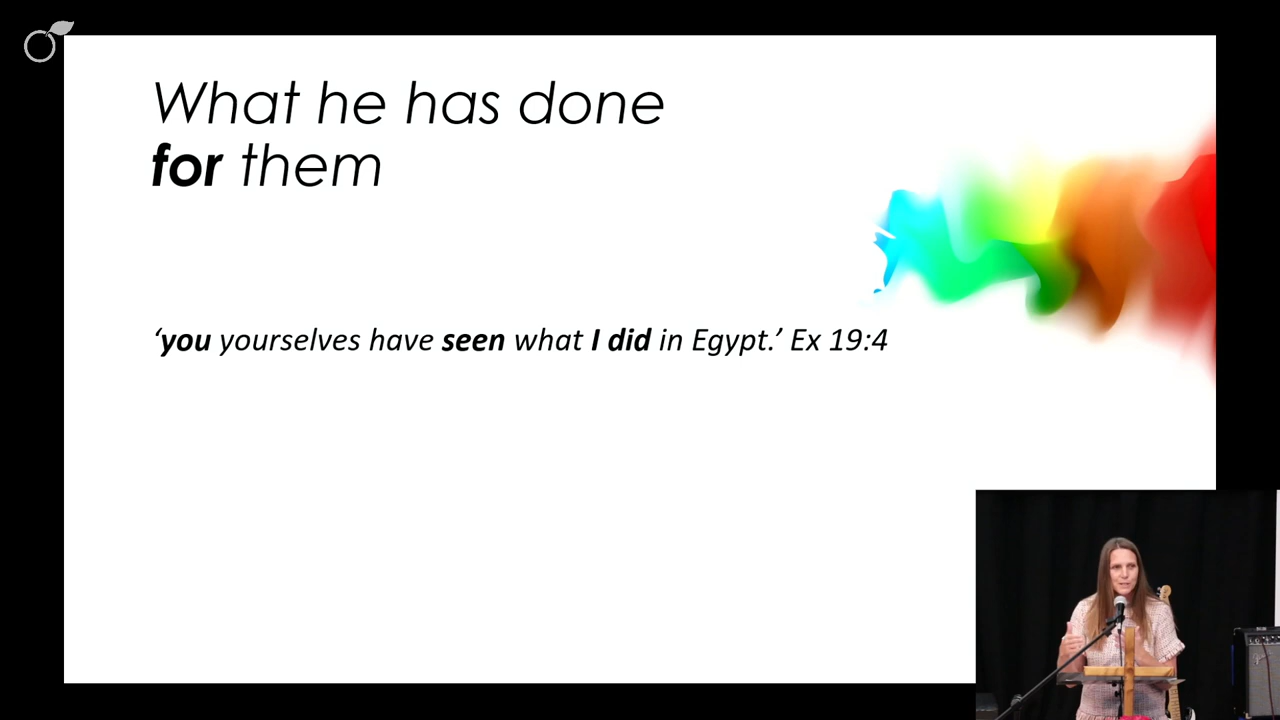 What he has done
for them
‘you yourselves have seen what I did in Egypt.’ Ex 19:4